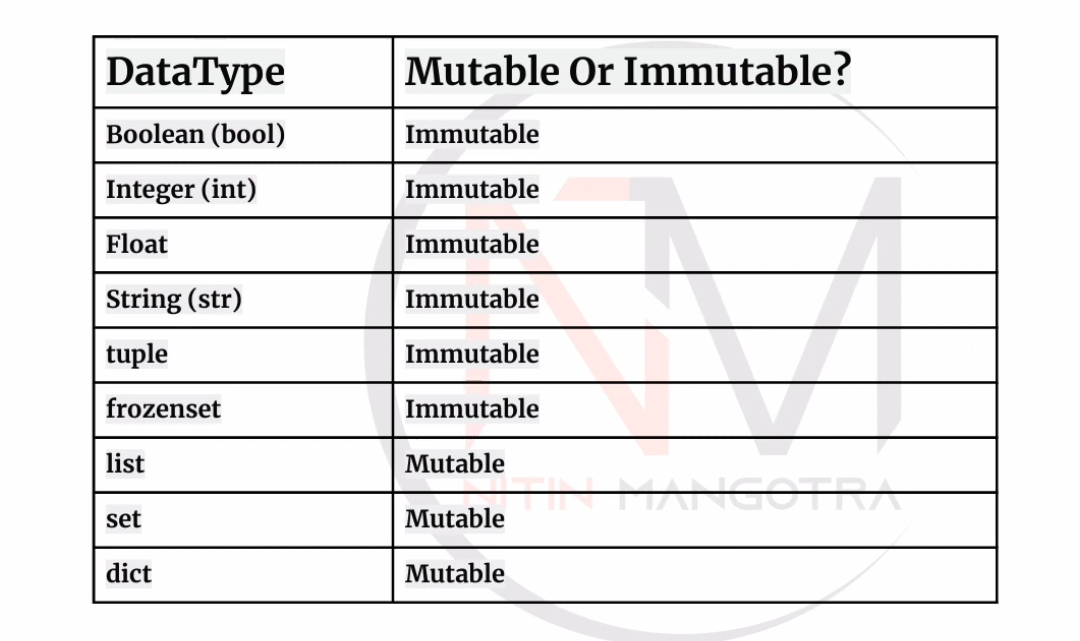 DataType Mutable Or Immutable?
Boolean (bool) Immutable
Integer (int) Immutable
Float Immutable
String (str) Immutable
tuple Immutable
frozenset Immutable
list Mutable
NITIN MANGOTRA
set Mutable
dict Mutable